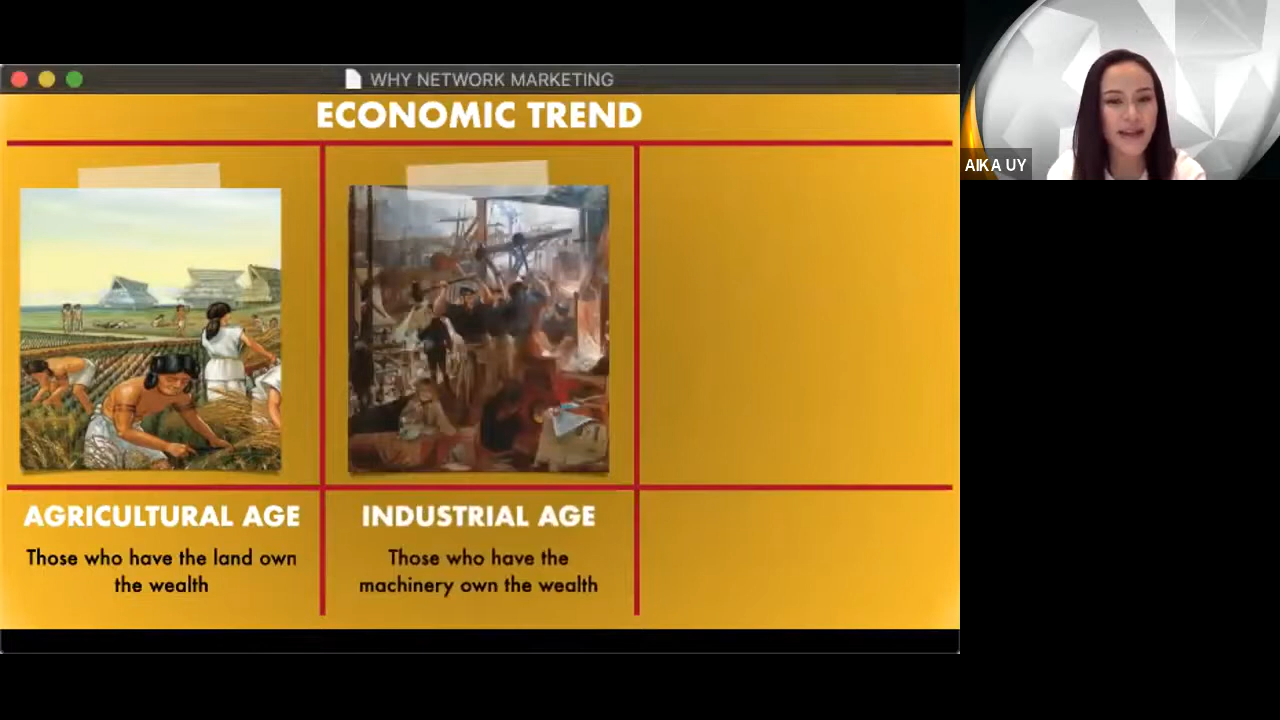 WHY NETWORK MARKETING
ECONOMIC TREND
AIKA UY
AGRICULTURAL AGE
Those who have the land own
the wealth
INDUSTRIAL AGE
Those who have the
machinery own the wealth